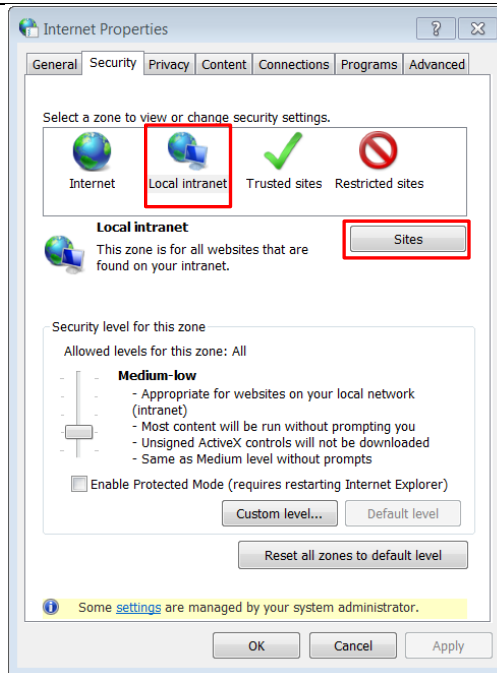 Internet Properties
General Security Privacy Content Connections Programs Advanced
Select a zone to view or change security settings.
Internet Local intranet Trusted sites Restricted sites
Local intranet
This zone is for all websites that are
found on your intranet.
Sites
Security level for this zone
Allowed levels for this zone: All
Medium-low
- Appropriate for websites on your local network
(intranet)
- Most content will be run without prompting you
- Unsigned ActiveX controls will not be downloaded
- Same as Medium level without prompts
Enable Protected Mode (requires restarting Internet Explorer)
Custom level... Default level
Reset all zones to default level
Some settings are managed by your system administrator.
OK Cancel Apply